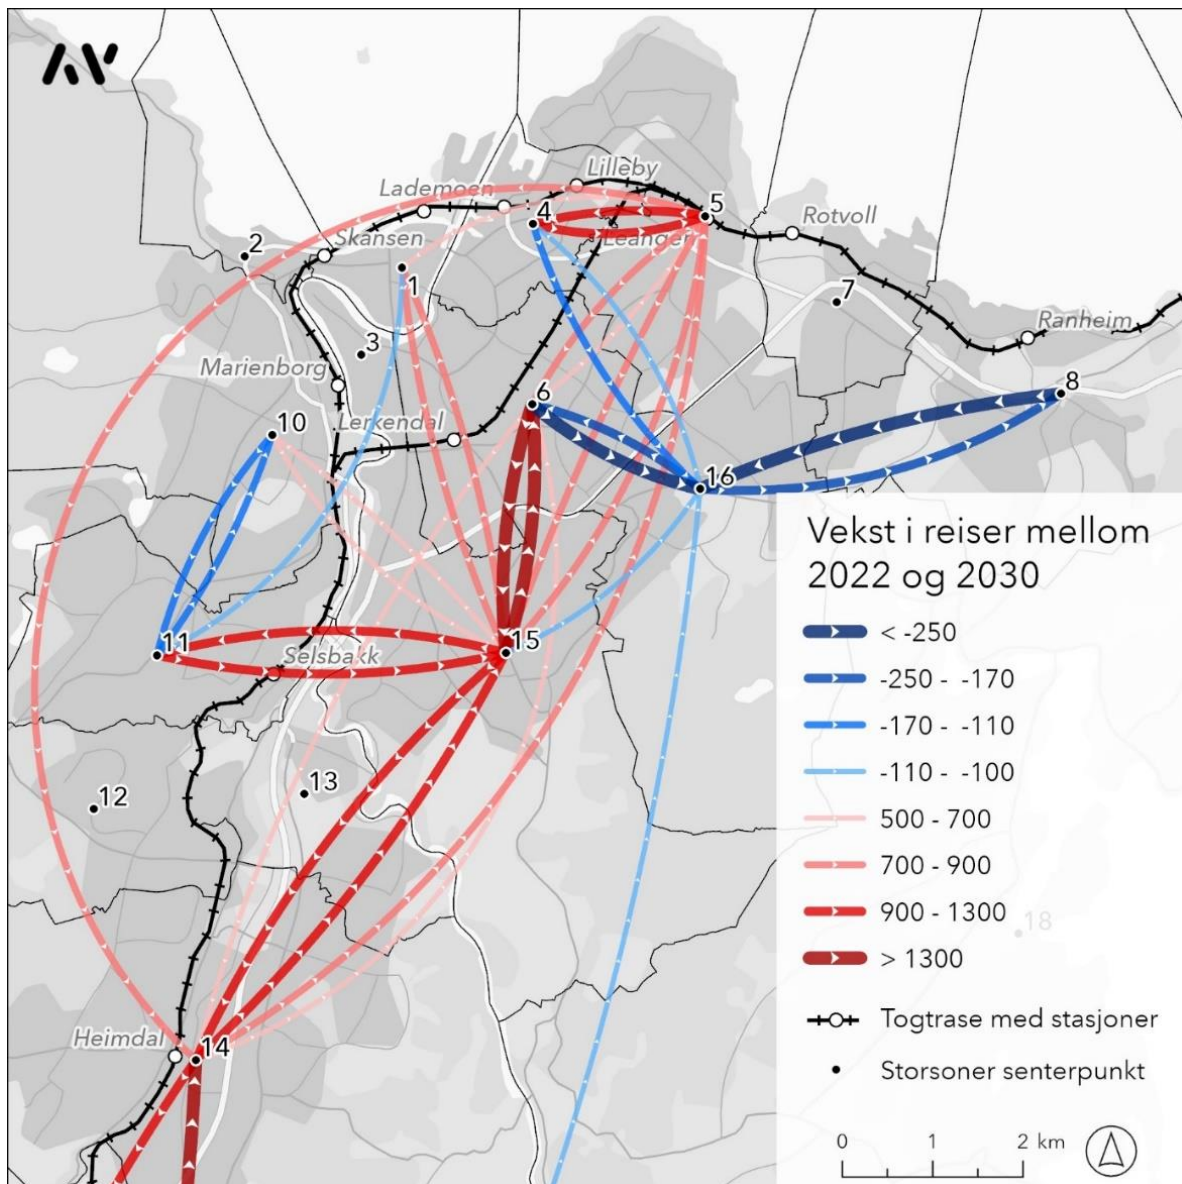 Lilleby
Lademoen
4
5
Rotvoll
Skansen
2
Leangen
1
7
Ranheim
3
Marienborg
6
8
10
Lerkendal
16
Vekst i reiser mellom
2022 og 2030
< -250
15
11
Selsbakk
-250 - -170
-170 - -110
-110 - -100
13
12
500 - 700
700 - 900
900 - 1300
18
> 1300
Togtrase med stasjoner
Heimdal
14
Storsoner senterpunkt
0 1 2 km